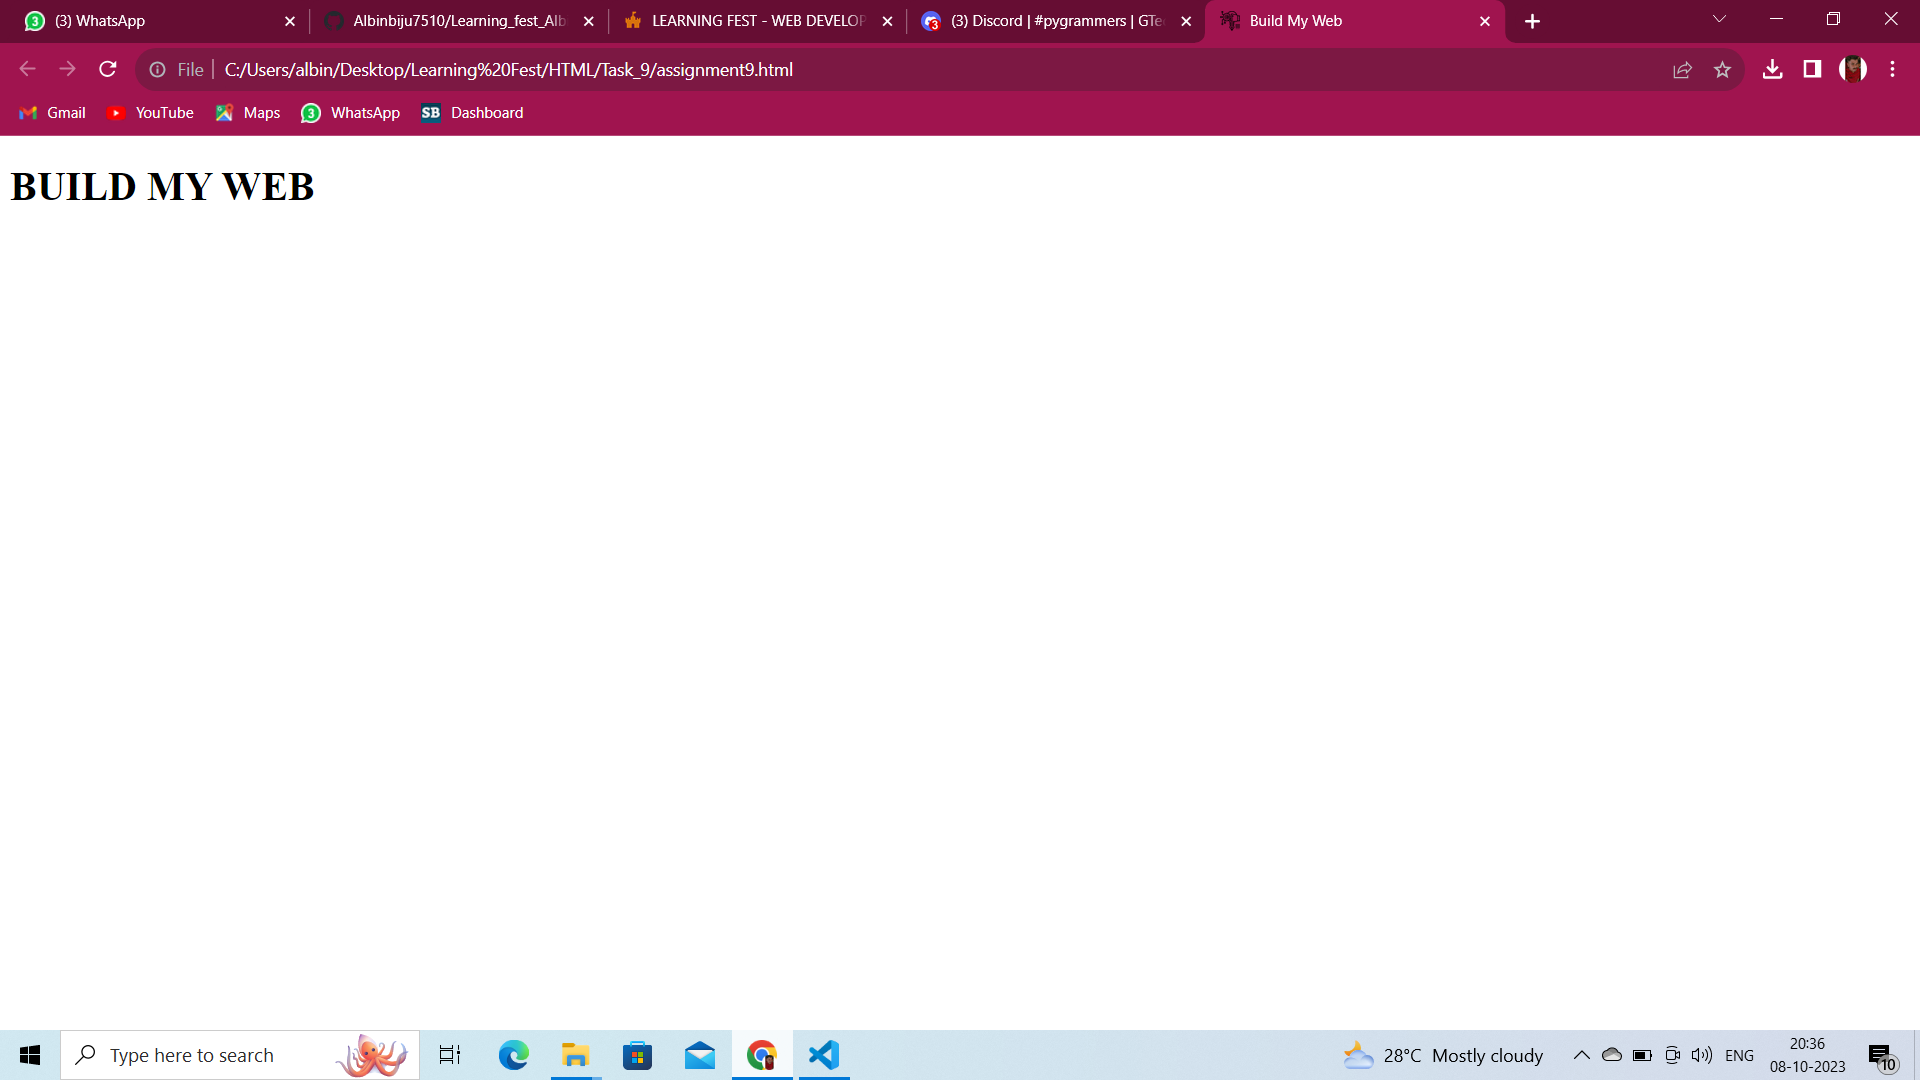 (3) WhatsApp
Albinbiju7510/Learning_fest_Alb
LEARNING FEST - WEB DEVELOP
(3) Discord | #pygrammers | GTec
Build My Web
File
C:/Users/albin/Desktop/Learning%20Fest/HTML/Task_9/assignment9.html
Gmail
YouTube
Maps
WhatsApp
SB Dashboard
BUILD MY WEB
Type here to search
28°C Mostly cloudy
ENG
20:36
08-10-2023
10